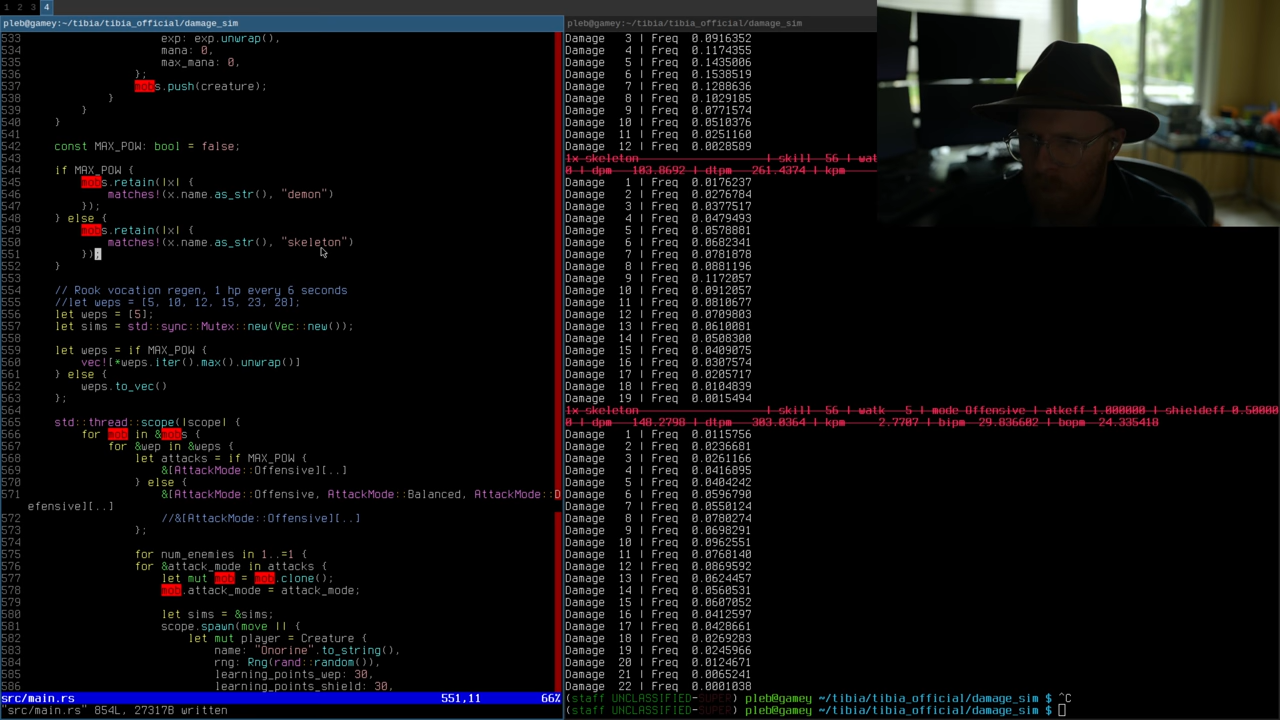 1 2 3 4
pleb@gamey:~/tibia/tibia_official/damage_sim
533 exp: exp.unwrap(),
534 mana: 0,
535 max_mana: 0,
536 };
537 mobs.push(creature);
538 }
539 }
540 }
541
542 const MAX_POW: bool = false;
543
544 if MAX_POW {
545 mobs.retain(|x| {
546 matches!(x.name.as_str(), "demon")
547 });
548 } else {
549 mobs.retain(|x| {
550 matches!(x.name.as_str(), "skeleton")
551 });
552 }
553
554 // Rook vocation regen, 1 hp every 6 seconds
555 //let weps = [5, 10, 12, 15, 23, 28];
556 let weps = [5];
557 let sims = std::sync::Mutex::new(Vec::new());
558
559 let weps = if MAX_POW {
560 vec![*weps.iter().max().unwrap()]
561 } else {
562 weps.to_vec()
563 };
564
565 std::thread::scope(|scope| {
566 for mob in &mobs {
567 for &wep in &weps {
568 let attacks = if MAX_POW {
569 &[AttackMode::Offensive][..]
570 } else {
571 &[AttackMode::Offensive, AttackMode::Balanced, AttackMode::D
efensive][..]
572 //&[AttackMode::Offensive][..]
573 };
574
575 for num_enemies in 1..=1 {
576 for &attack_mode in attacks {
577 let mut mob = mob.clone();
578 mob.attack_mode = attack_mode;
579
580 let sims = &sims;
581 scope.spawn(move || {
582 let mut player = Creature {
583 name: "Onorine".to_string(),
584 rng: Rng(rand::random()),
585 learning_points_wep: 30,
586 learning_points_shield: 30,
src/main.rs 551,11 66%
"src/main.rs" 854L, 27317B written
pleb@gamey:~/tibia/tibia_official/damage_sim
Damage 3 | Freq 0.0916352
Damage 4 | Freq 0.1174355
Damage 5 | Freq 0.1435006
Damage 6 | Freq 0.1538519
Damage 7 | Freq 0.1288636
Damage 8 | Freq 0.1029185
Damage 9 | Freq 0.0771574
Damage 10 | Freq 0.0510376
Damage 11 | Freq 0.0251160
Damage 12 | Freq 0.0028589
1x skeleton | skill 56 | wat
0 | dpm 103.8692 | dtpm 261.4374 | kpm
Damage 1 | Freq 0.0176237
Damage 2 | Freq 0.0276784
Damage 3 | Freq 0.0377517
Damage 4 | Freq 0.0479493
Damage 5 | Freq 0.0578881
Damage 6 | Freq 0.0682341
Damage 7 | Freq 0.0781878
Damage 8 | Freq 0.0881196
Damage 9 | Freq 0.1172057
Damage 10 | Freq 0.0912057
Damage 11 | Freq 0.0810677
Damage 12 | Freq 0.0709803
Damage 13 | Freq 0.0610081
Damage 14 | Freq 0.0508300
Damage 15 | Freq 0.0409075
Damage 16 | Freq 0.0307574
Damage 17 | Freq 0.0205717
Damage 18 | Freq 0.0104839
Damage 19 | Freq 0.0015494
1x skeleton | skill 56 | watk 5 | mode Offensive | atkeff 1.000000 | shieldeff 0.50000
0 | dpm 148.2798 | dtpm 303.0364 | kpm 2.7707 | bipm 29.836602 | bopm 24.335418
Damage 1 | Freq 0.0115756
Damage 2 | Freq 0.0236681
Damage 3 | Freq 0.0261166
Damage 4 | Freq 0.0416895
Damage 5 | Freq 0.0404242
Damage 6 | Freq 0.0596790
Damage 7 | Freq 0.0550124
Damage 8 | Freq 0.0780274
Damage 9 | Freq 0.0698291
Damage 10 | Freq 0.0962551
Damage 11 | Freq 0.0768140
Damage 12 | Freq 0.0869592
Damage 13 | Freq 0.0624457
Damage 14 | Freq 0.0560531
Damage 15 | Freq 0.0607052
Damage 16 | Freq 0.0412597
Damage 17 | Freq 0.0428661
Damage 18 | Freq 0.0269283
Damage 19 | Freq 0.0245966
Damage 20 | Freq 0.0124671
Damage 21 | Freq 0.0065241
Damage 22 | Freq 0.0001038
(staff UNCLASSIFIED-SUPER) pleb@gamey ~/tibia/tibia_official/damage_sim $ ^C
(staff UNCLASSIFIED-SUPER) pleb@gamey ~/tibia/tibia_official/damage_sim $